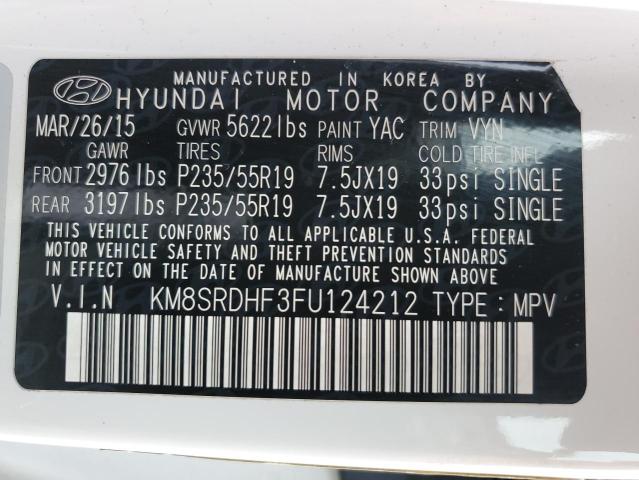 MANUFACTURED IN KOREA BY
HYUNDAI MOTOR COMPANY
MAR/26/15 GVWR 5622lbs PAINT YAC TRIM VYN
GAWR TIRES RIMS COLD TIRE INFL
FRONT 2976lbs P235/55R19 7.5JX19 33psi SINGLE
REAR 3197lbs P235/55R19 7.5JX19 33psi SINGLE
THIS VEHICLE CONFORMS TO ALL APPLICABLE U.S.A. FEDERAL
MOTOR VEHICLE SAFETY AND THEFT PREVENTION STANDARDS
IN EFFECT ON THE DATE OF MANUFACTURE SHOWN ABOVE.
V.I.N KM8SRDHF3FU124212 TYPE : MPV